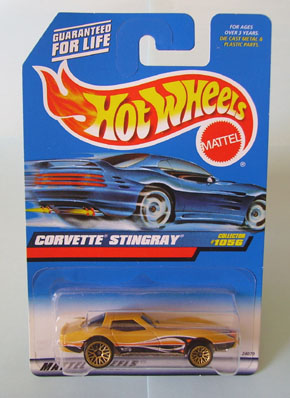 GUARANTEED
FOR LIFE
FOR AGES
OVER 3 YEARS
DIE CAST METAL &
PLASTIC PARTS
HOT WHEELS
MATTEL
®
CORVETTE STINGRAY
COLLECTOR
#1056